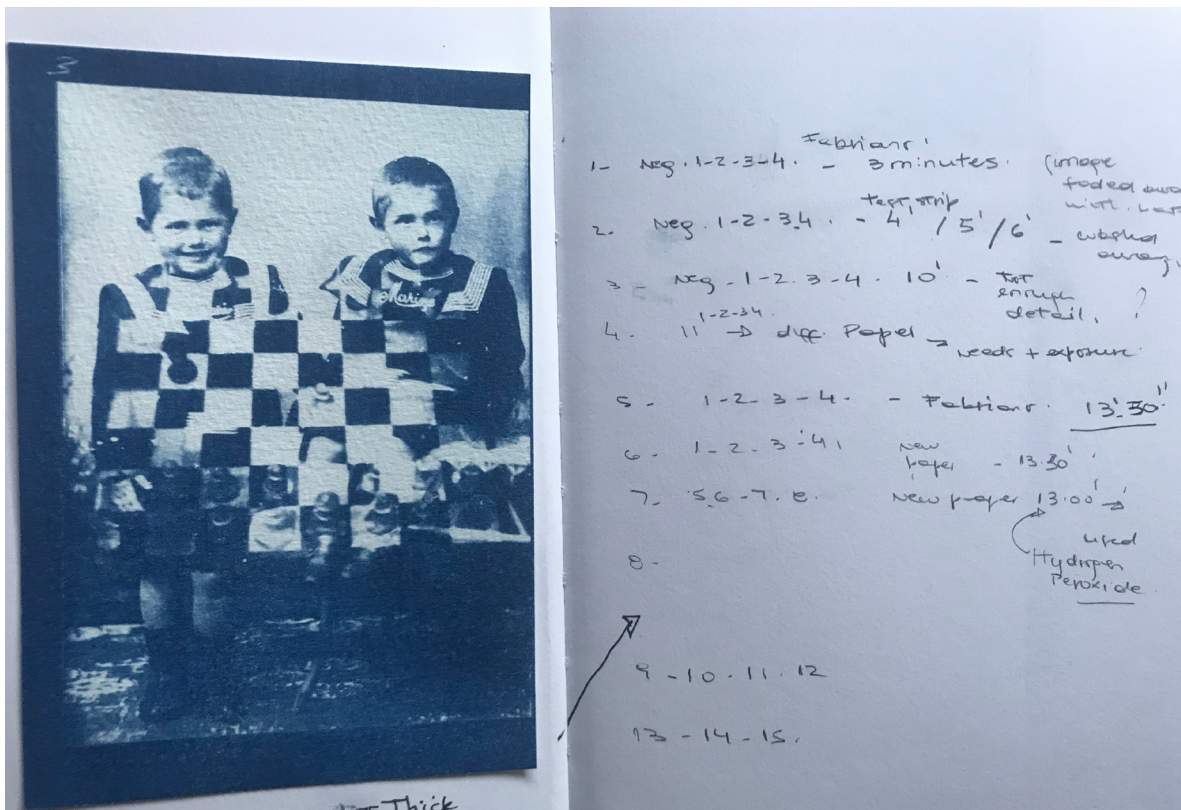 3
Marino
Thick
Fabriano.
1- Neg. 1-2-3-4. - 3 minutes. (image
faded away
with
test strip
2- Neg. 1-2-3-4. - 4' / 5' / 6' - washed
away.
3- Neg. 1-2.3-4. 10' - Not
enough
detail,
?
1-2-3-4.
4. 11' → diff. Paper → needs + exposure.
5- 1-2-3-4. - Fabriano. 13'.30''
6- 1-2-3-4. New
paper - 13.30'
7- 5.6-7.8. New paper 13.00' →
used
Hydrogen
Peroxide.
8-
9-10-11.12
13-14-15.